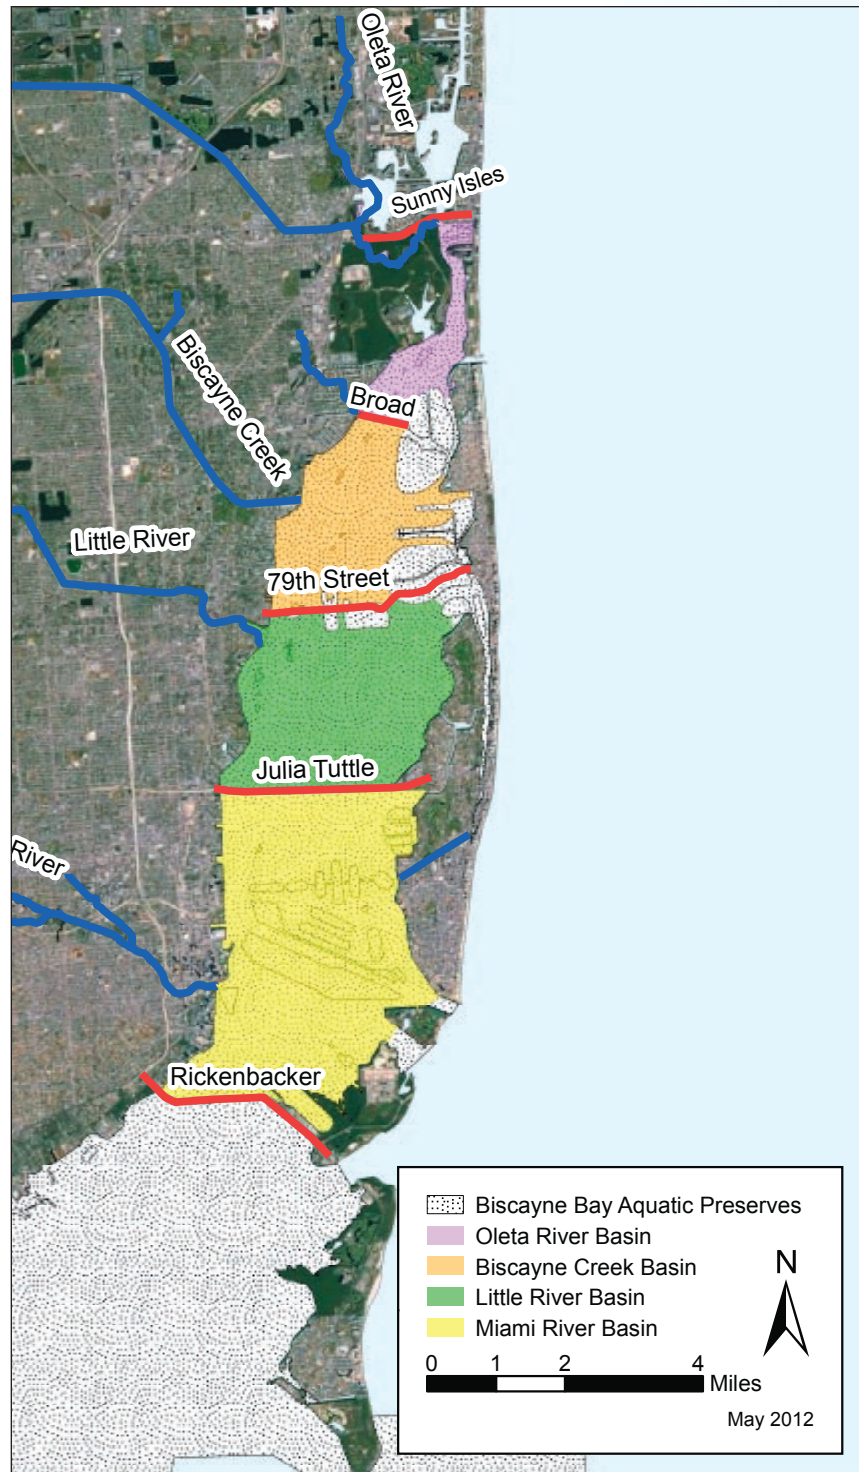 Oleta River
Sunny Isles
Biscayne Creek
Broad
Little River
79th Street
Julia Tuttle
River
Rickenbacker
Biscayne Bay Aquatic Preserves
Oleta River Basin
Biscayne Creek Basin
Little River Basin
Miami River Basin
N
0 1 2 4
Miles
May 2012